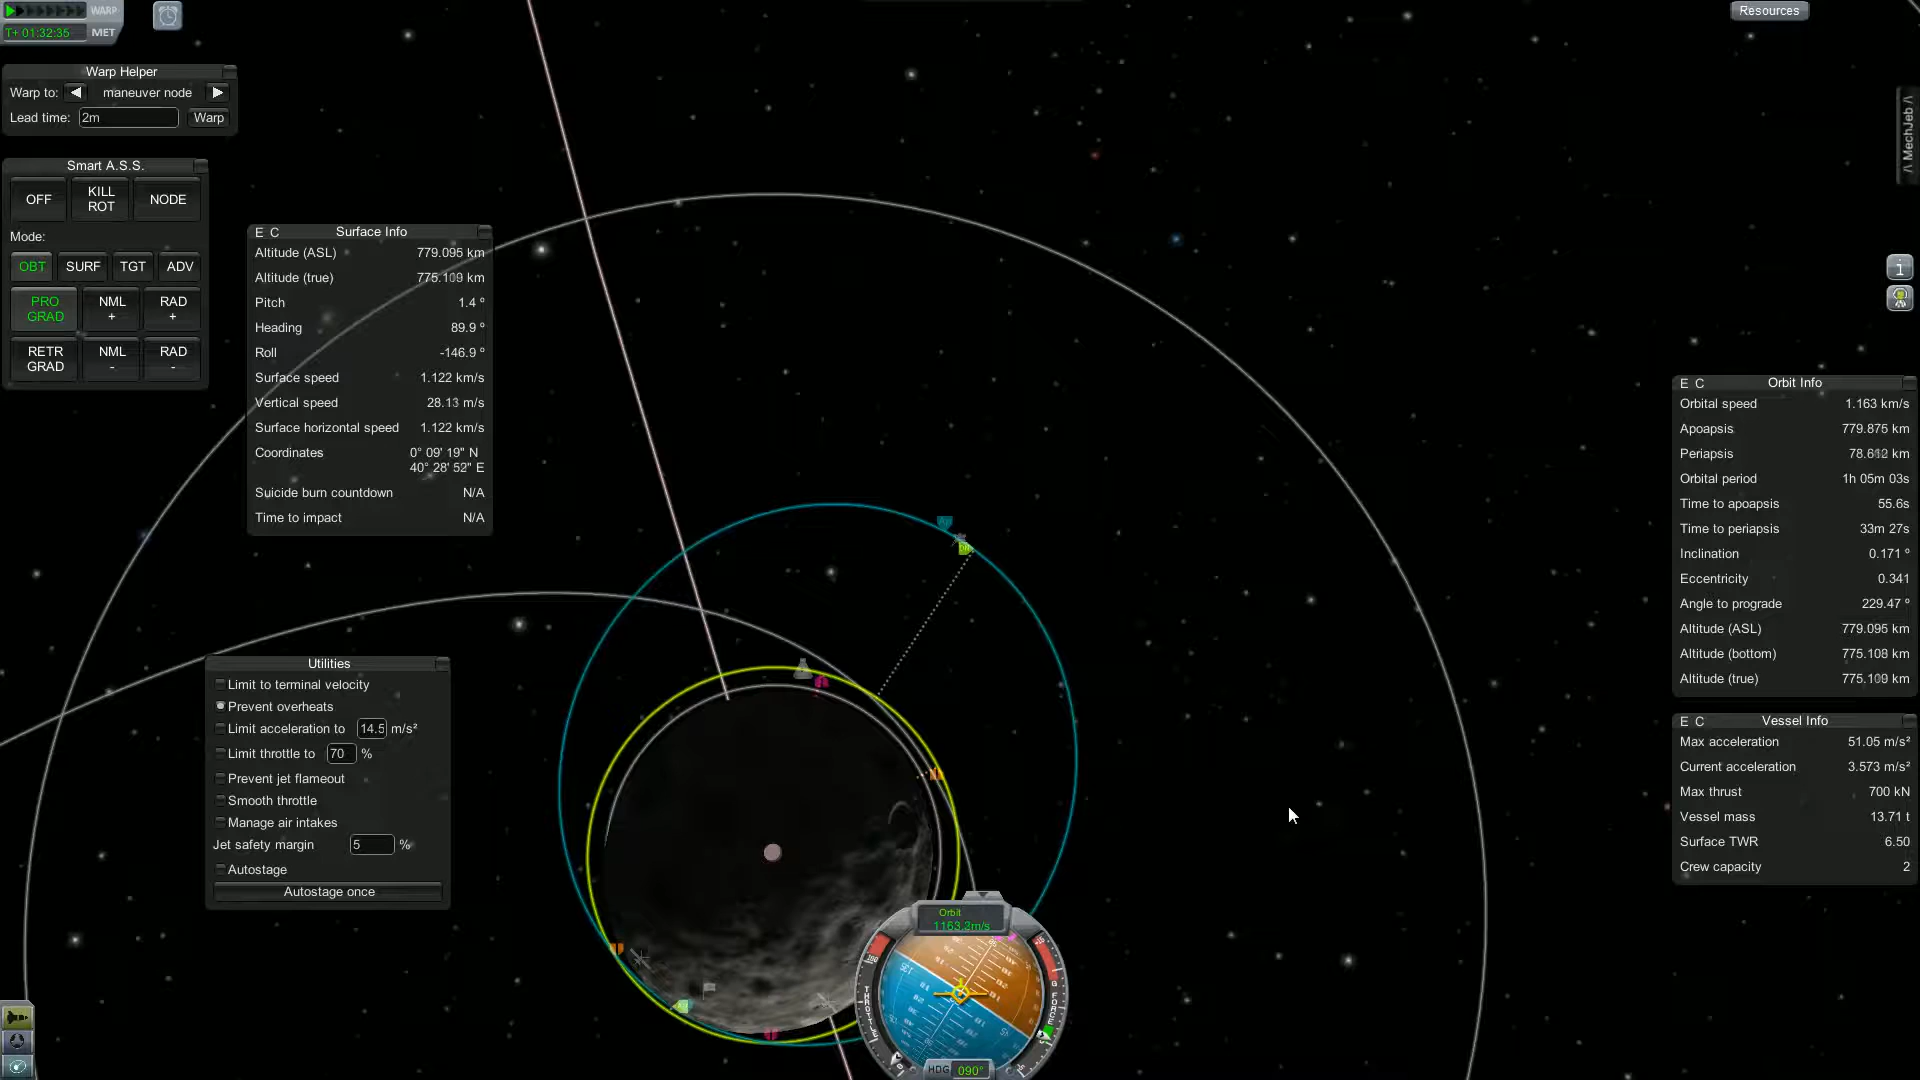 WARP
T+ 01:32:35 MET
Resources
Warp Helper
Warp to: maneuver node
Lead time: 2m Warp
Smart A.S.S.
OFF KILL ROT NODE
Mode:
OBT SURF TGT ADV
PRO GRAD NML + RAD +
RETR GRAD NML - RAD -
E C Surface Info
Altitude (ASL) 779.095 km
Altitude (true) 775.109 km
Pitch 1.4 º
Heading 89.9 º
Roll -146.9 º
Surface speed 1.122 km/s
Vertical speed 28.13 m/s
Surface horizontal speed 1.122 km/s
Coordinates 0° 09' 19" N
40° 28' 52" E
Suicide burn countdown N/A
Time to impact N/A
Utilities
Limit to terminal velocity
Prevent overheats
Limit acceleration to 14.5 m/s²
Limit throttle to 70 %
Prevent jet flameout
Smooth throttle
Manage air intakes
Jet safety margin 5 %
Autostage
Autostage once
/\ MechJeb /\
E C Orbit Info
Orbital speed 1.163 km/s
Apoapsis 779.875 km
Periapsis 78.612 km
Orbital period 1h 05m 03s
Time to apoapsis 55.6s
Time to periapsis 33m 27s
Inclination 0.171 º
Eccentricity 0.341
Angle to prograde 229.47 º
Altitude (ASL) 779.095 km
Altitude (bottom) 775.108 km
Altitude (true) 775.109 km
E C Vessel Info
Max acceleration 51.05 m/s²
Current acceleration 3.573 m/s²
Max thrust 700 kN
Vessel mass 13.71 t
Surface TWR 6.50
Crew capacity 2
Ap
Orbit
1163.2m/s
THROTTLE
G FORCE
HDG 090°